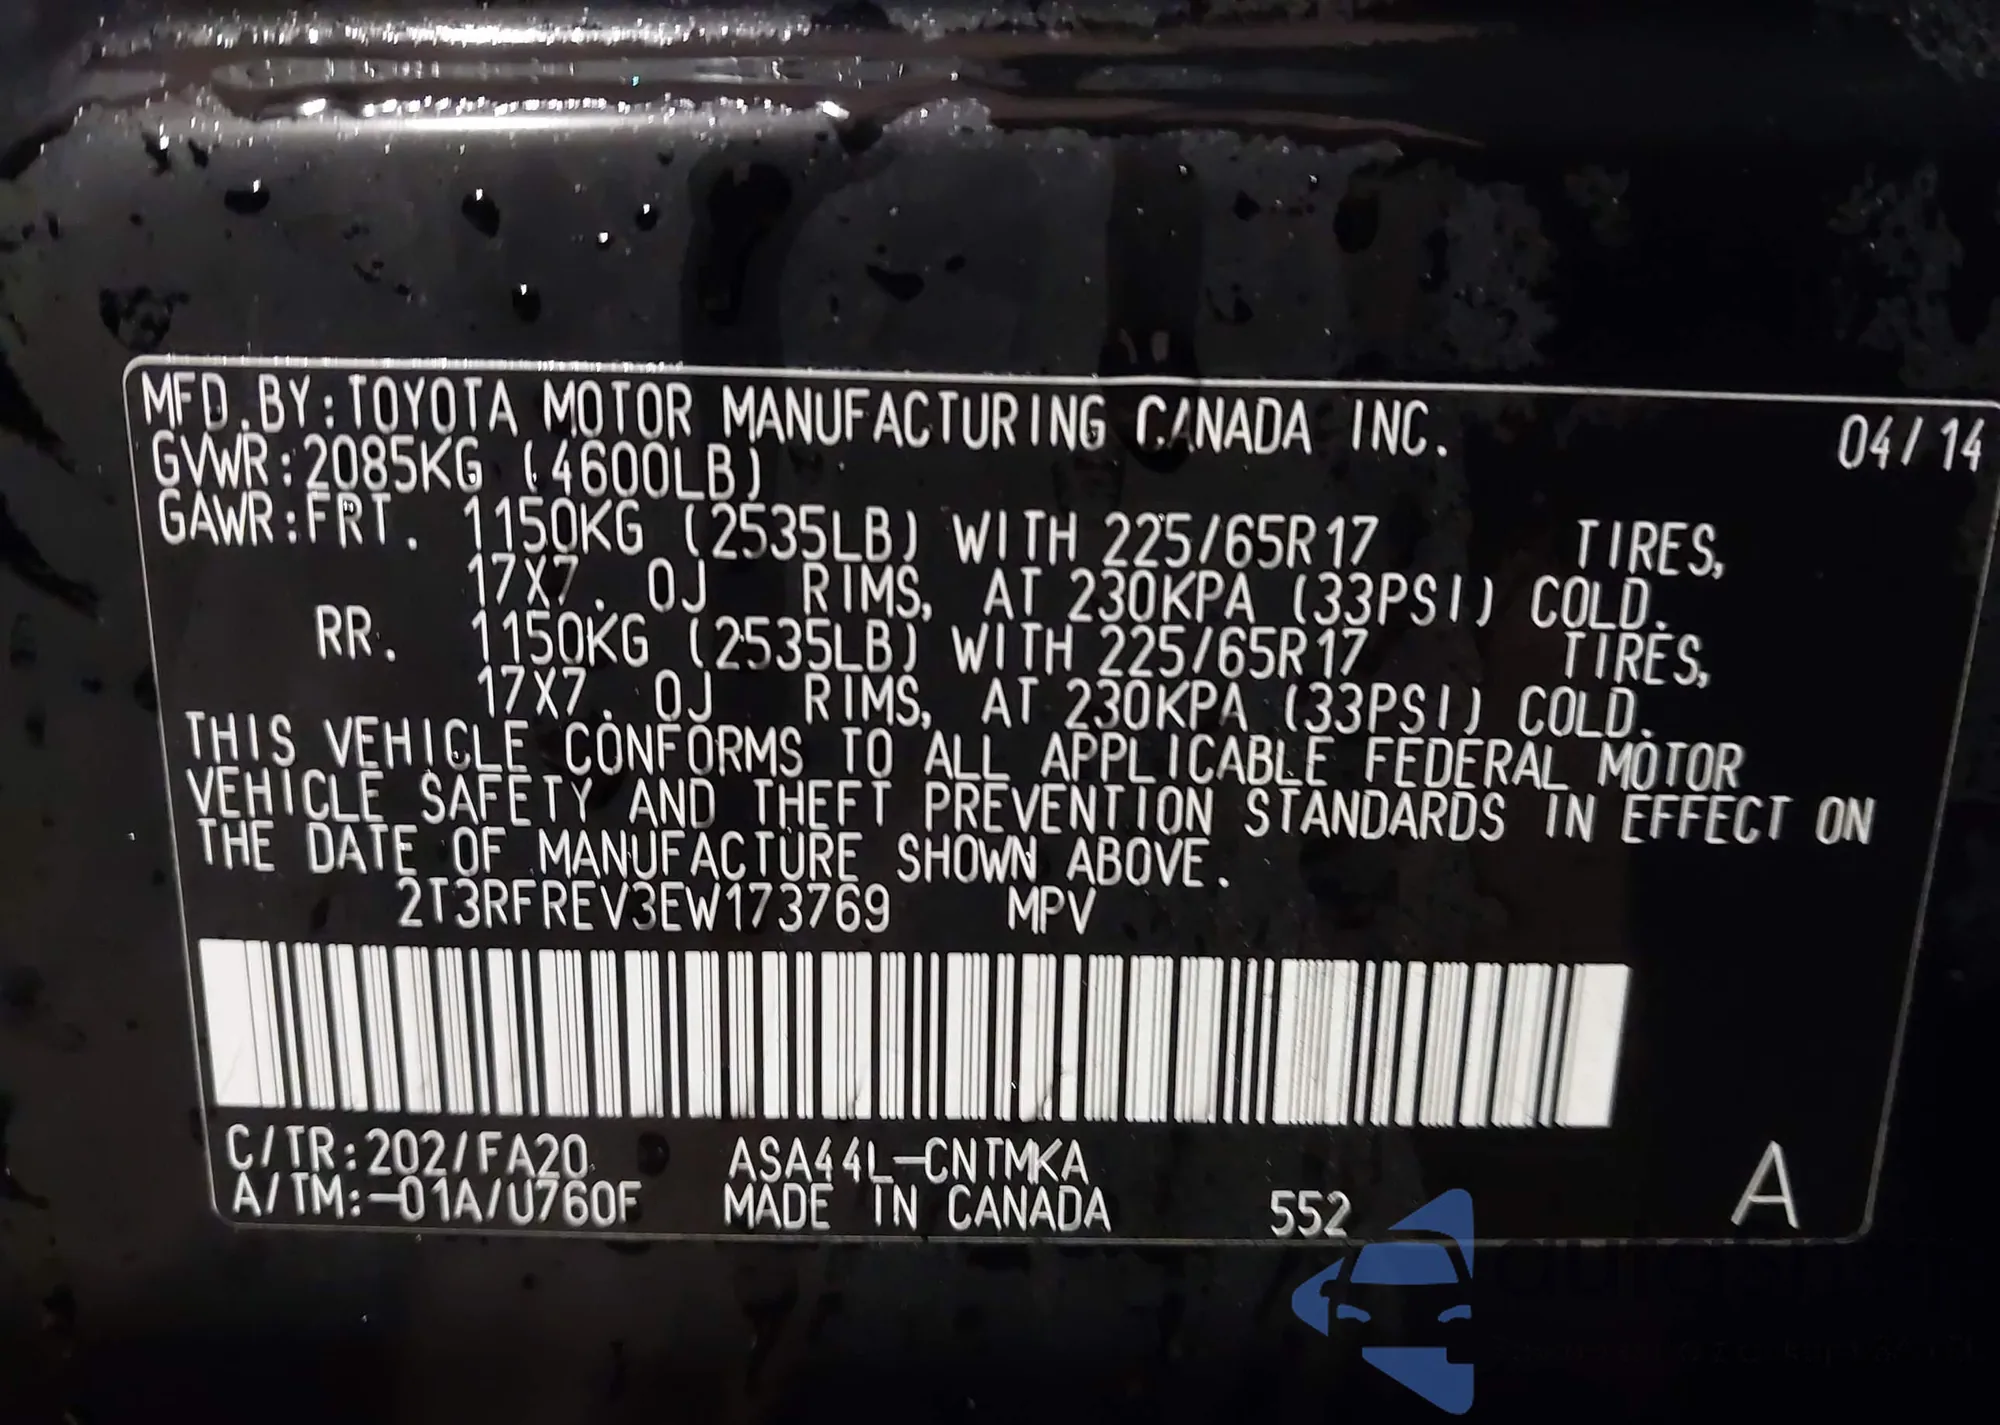 MFD.BY:TOYOTA MOTOR MANUFACTURING CANADA INC. 04/14
GVWR:2085KG (4600LB)
GAWR:FRT. 1150KG (2535LB) WITH 225/65R17 TIRES,
17X7.0J RIMS, AT 230KPA (33PSI) COLD.
RR. 1150KG (2535LB) WITH 225/65R17 TIRES,
17X7.0J RIMS, AT 230KPA (33PSI) COLD.
THIS VEHICLE CONFORMS TO ALL APPLICABLE FEDERAL MOTOR
VEHICLE SAFETY AND THEFT PREVENTION STANDARDS IN EFFECT ON
THE DATE OF MANUFACTURE SHOWN ABOVE.
2T3RFREV3EW173769 MPV
C/TR:202/FA20 ASA44L-CNTMKA
A/TM:-01A/U760F MADE IN CANADA 552 A